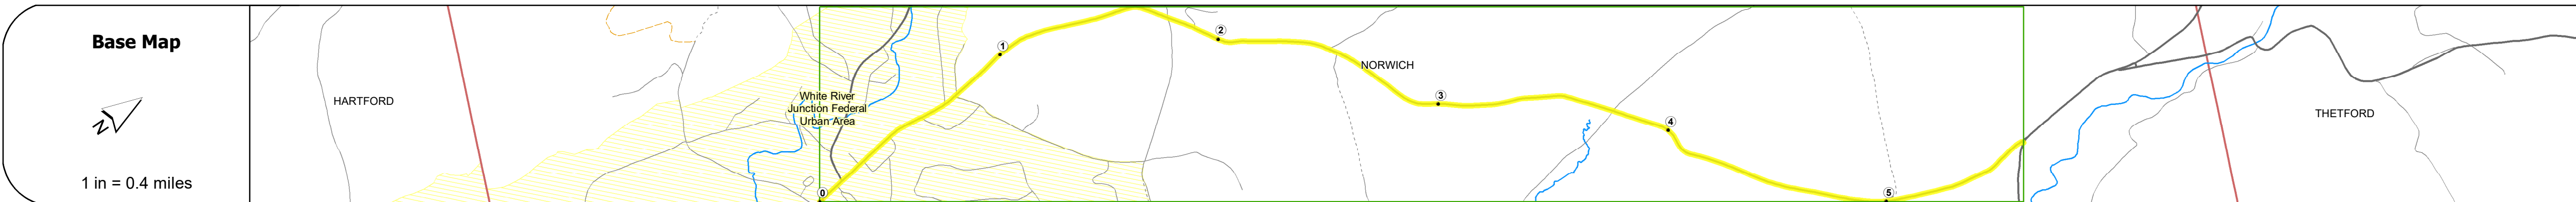 Base Map
N
1 in = 0.4 miles
HARTFORD
White River
Junction Federal
Urban Area
0
1
2
NORWICH
3
4
5
THETFORD